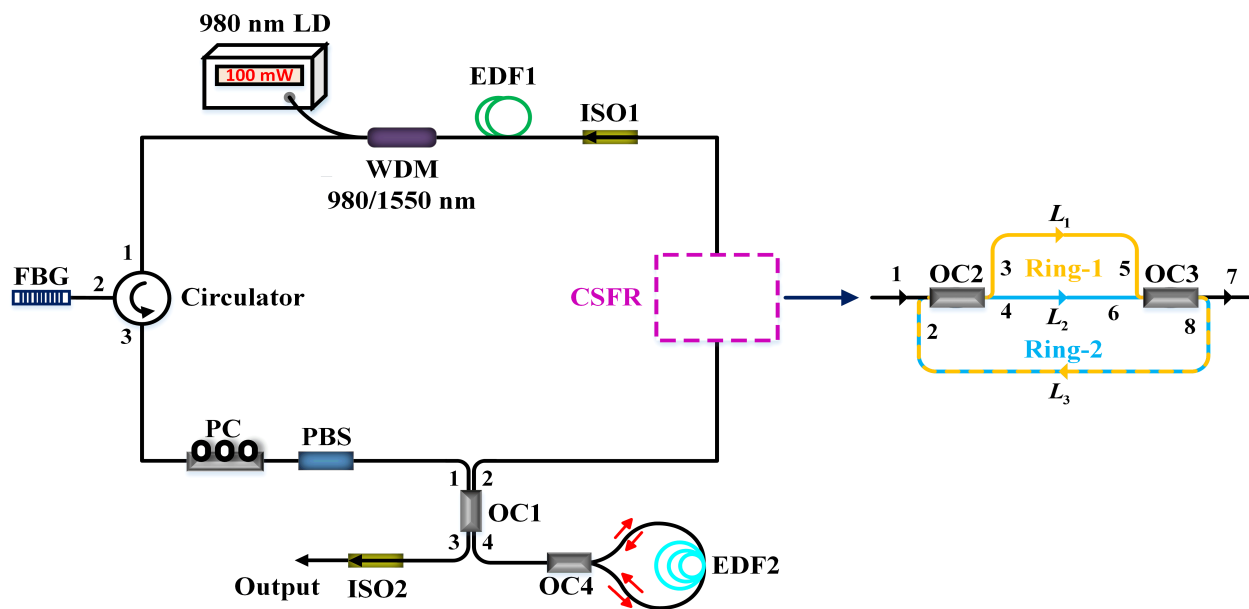 980 nm LD
100 mW
EDF1
ISO1
WDM
980/1550 nm
1
FBG
2
Circulator
3
CSFR
L1
1
OC2
3
Ring-1
5
OC3
7
2
4
L2
6
8
Ring-2
L3
PC
PBS
1
2
OC1
3
4
Output
ISO2
OC4
EDF2